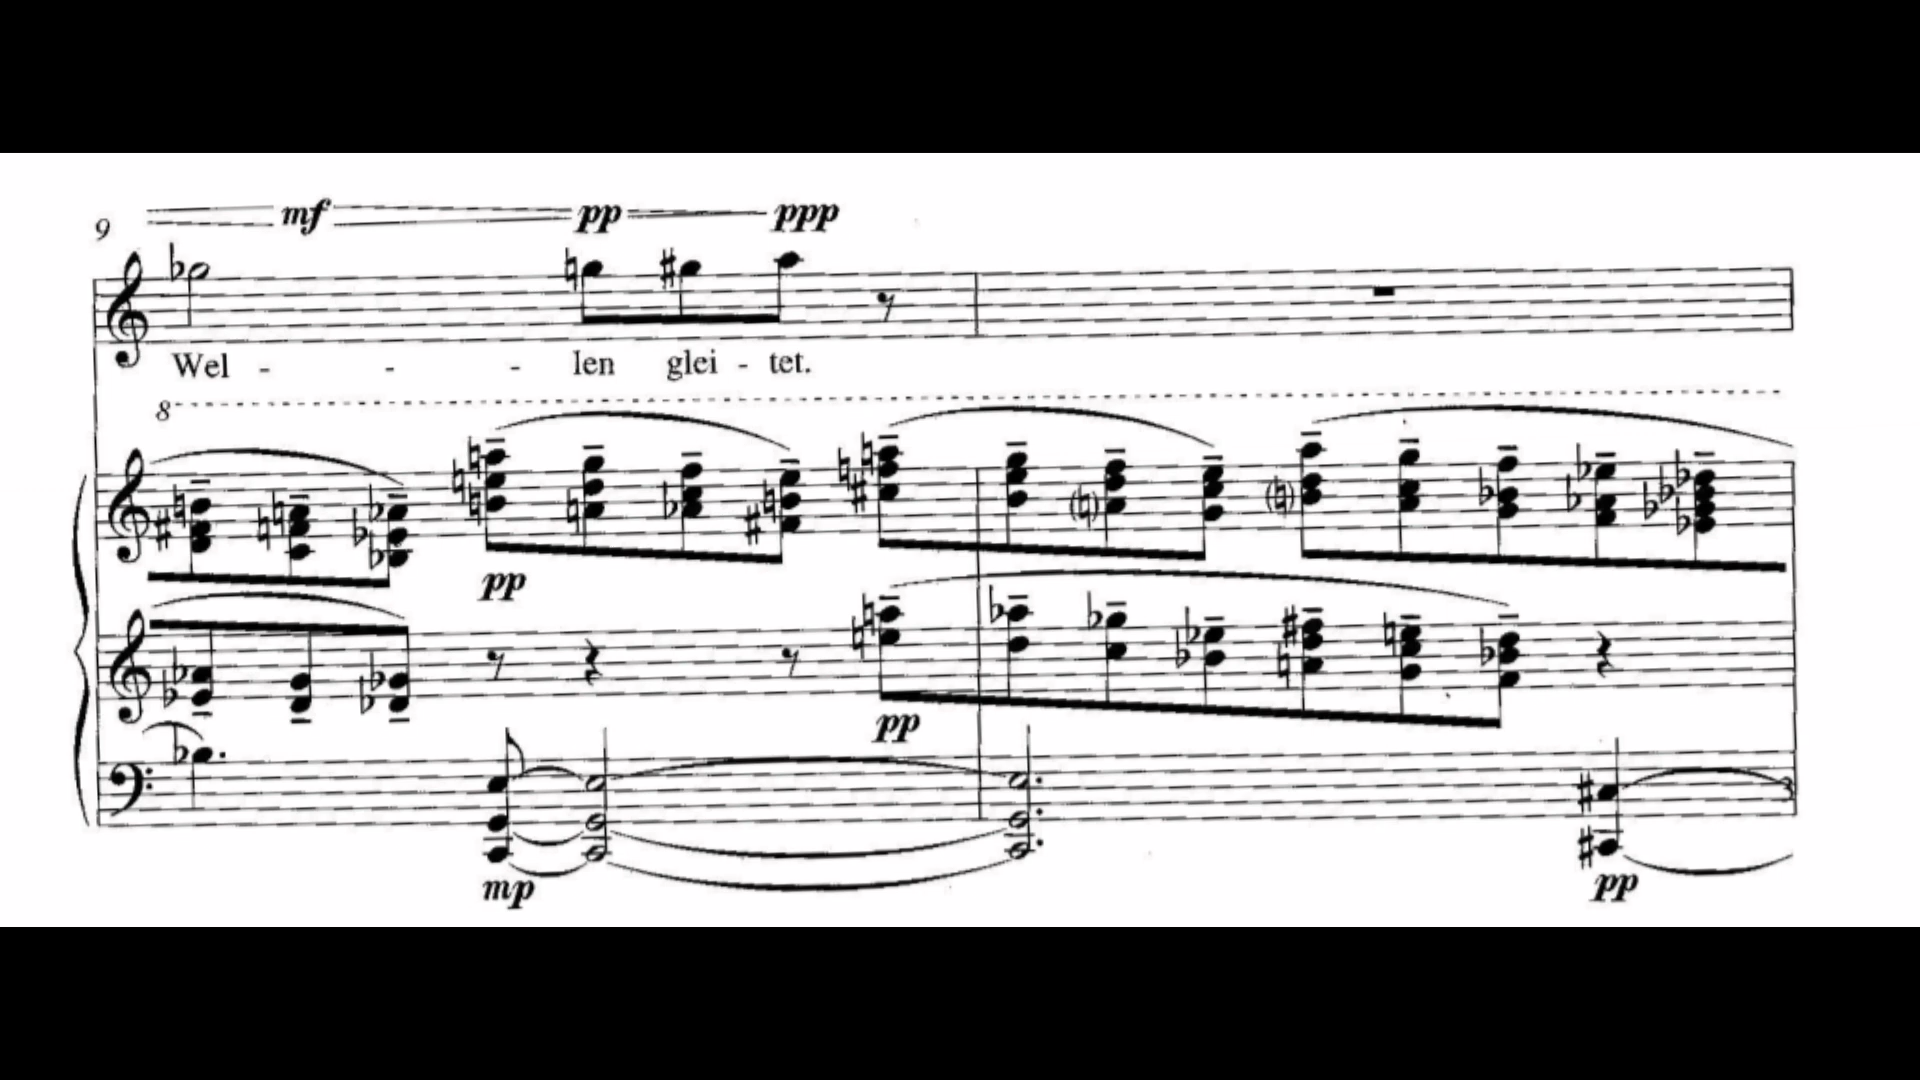 9 mf pp ppp
Wel - - - len glei - tet.
8
pp
pp
mp pp